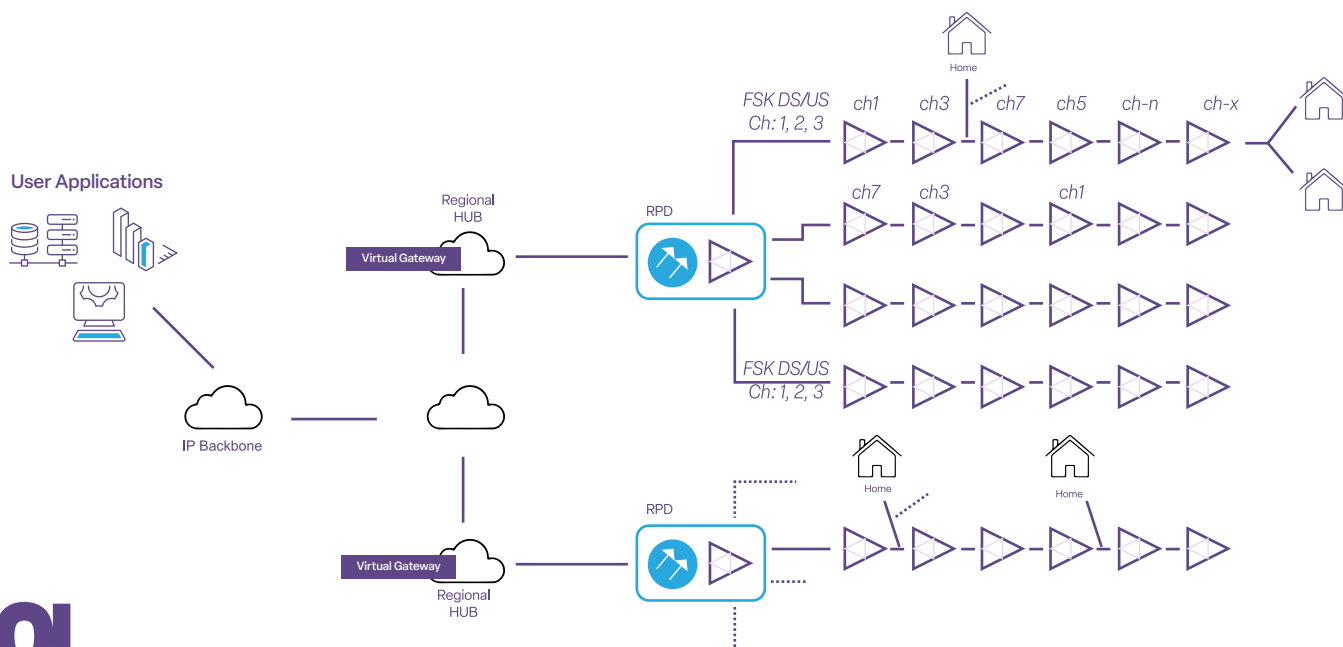 Home
FSK DS/US
Ch: 1, 2, 3
ch1 ch3 ch7 ch5 ch-n ch-x
User Applications
Regional
HUB
Virtual Gateway
RPD
ch7 ch3 ch1
FSK DS/US
Ch: 1, 2, 3
IP Backbone
Home
Home
RPD
Virtual Gateway
Regional
HUB